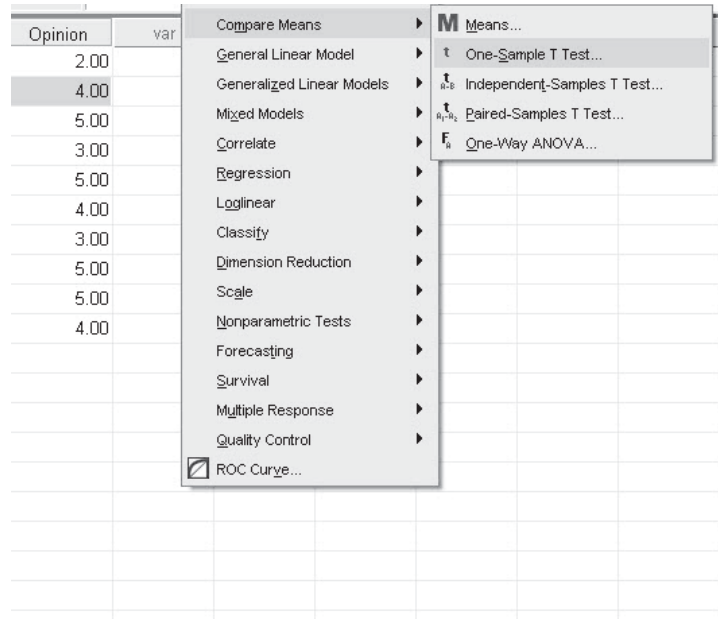 Opinion
var
2.00
4.00
5.00
3.00
5.00
4.00
3.00
5.00
5.00
4.00
Compare Means
General Linear Model
Generalized Linear Models
Mixed Models
Correlate
Regression
Loglinear
Classify
Dimension Reduction
Scale
Nonparametric Tests
Forecasting
Survival
Multiple Response
Quality Control
ROC Curve...
M Means...
t One-Sample T Test...
t A-B Independent-Samples T Test...
t A₁-A₂ Paired-Samples T Test...
F A One-Way ANOVA...